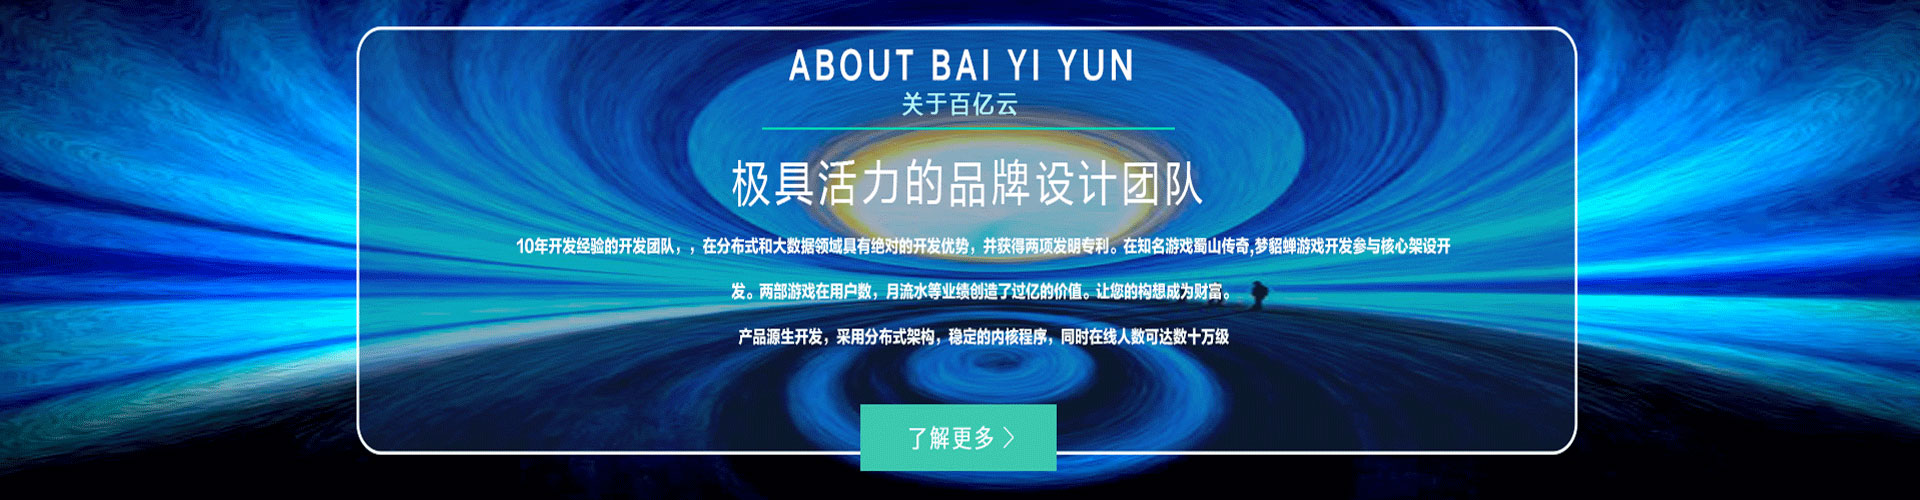 ABOUT BAI YI YUN
关于百亿云
极具活力的品牌设计团队
10年开发经验的开发团队，，在分布式和大数据领域具有绝对的开发优势，并获得两项发明专利。在知名游戏蜀山传奇,梦貂蝉游戏开发参与核心架设开
发。两部游戏在用户数，月流水等业绩创造了过亿的价值。让您的构想成为财富。
产品源生开发，采用分布式架构，稳定的内核程序，同时在线人数可达数十万级
了解更多 >